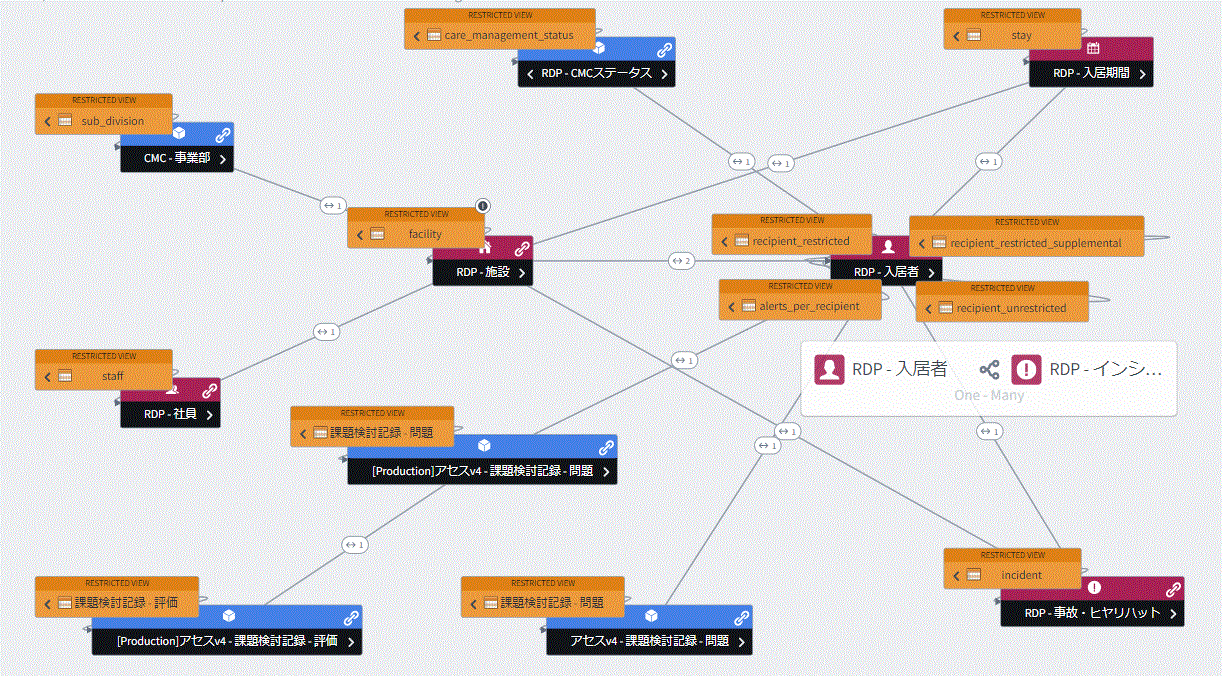 RESTRICTED VIEW
care_management_status
RDP - CMCステータス
RESTRICTED VIEW
stay
RDP - 入居期間
RESTRICTED VIEW
sub_division
CMC - 事業部
1
1
1
1
RESTRICTED VIEW
facility
RDP - 施設
2
RESTRICTED VIEW
recipient_restricted
RESTRICTED VIEW
recipient_restricted_supplemental
RDP - 入居者
RESTRICTED VIEW
alerts_per_recipient
RESTRICTED VIEW
recipient_unrestricted
1
1
RDP - 入居者
RDP - インシ...
One - Many
RESTRICTED VIEW
staff
RDP - 社員
RESTRICTED VIEW
課題検討記録 - 問題
[Production]アセスv4 - 課題検討記録 - 問題
1
1
1
1
RESTRICTED VIEW
課題検討記録 - 評価
[Production]アセスv4 - 課題検討記録 - 評価
RESTRICTED VIEW
課題検討記録 - 問題
アセスv4 - 課題検討記録 - 問題
RESTRICTED VIEW
incident
RDP - 事故・ヒヤリハット